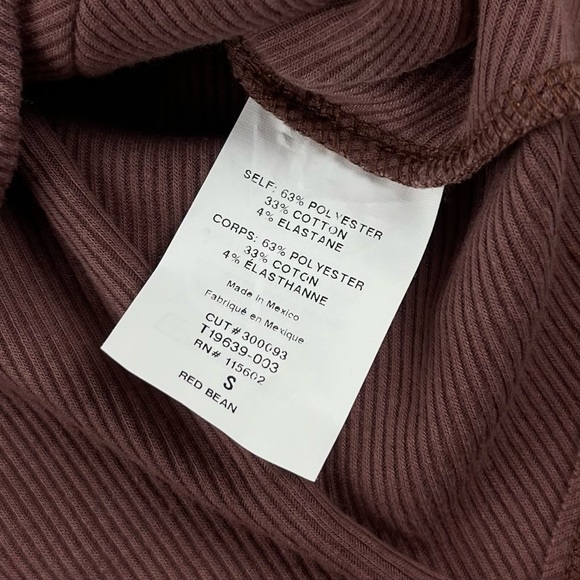 SELF: 63% POLYESTER
33% COTTON
4% ELASTANE
CORPS: 63% POLYESTER
33% COTON
4% ÉLASTHANNE
Made in Mexico
Fabriqué en Mexique
CUT# 300093
T19639-003
RN# 115602
S
RED BEAN